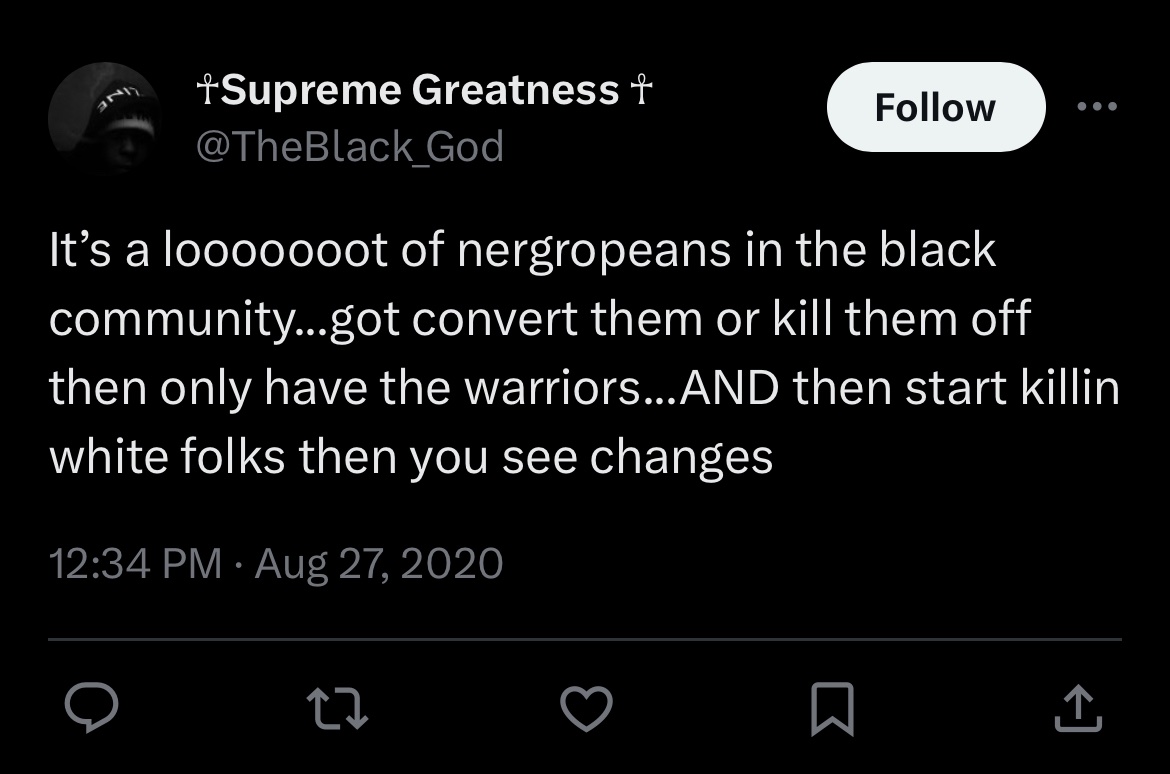 ☥Supreme Greatness ☥
Follow
@TheBlack_God
It’s a looooooot of nergropeans in the black
community...got convert them or kill them off
then only have the warriors...AND then start killin
white folks then you see changes
12:34 PM · Aug 27, 2020